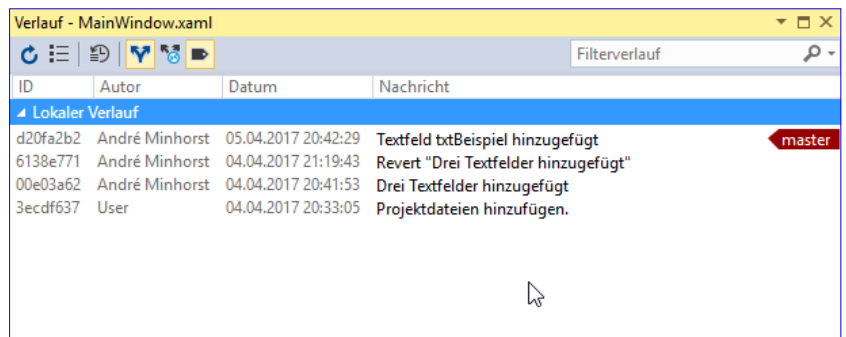 Verlauf - MainWindow.xaml
Filterverlauf
ID Autor Datum Nachricht
Lokaler Verlauf
d20fa2b2 André Minhorst 05.04.2017 20:42:29 Textfeld txtBeispiel hinzugefügt master
6138e771 André Minhorst 04.04.2017 21:19:43 Revert "Drei Textfelder hinzugefügt"
00e03a62 André Minhorst 04.04.2017 20:41:53 Drei Textfelder hinzugefügt
3ecdf637 User 04.04.2017 20:33:05 Projektdateien hinzufügen.